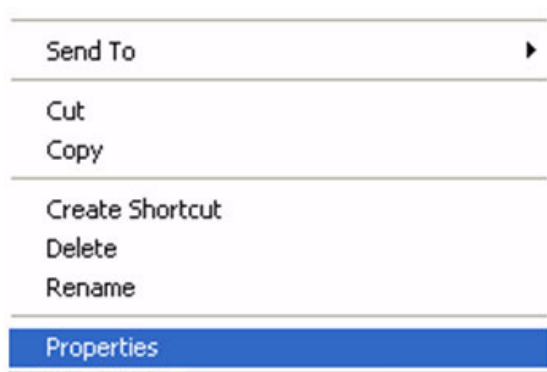 Send To
Cut
Copy
Create Shortcut
Delete
Rename
Properties